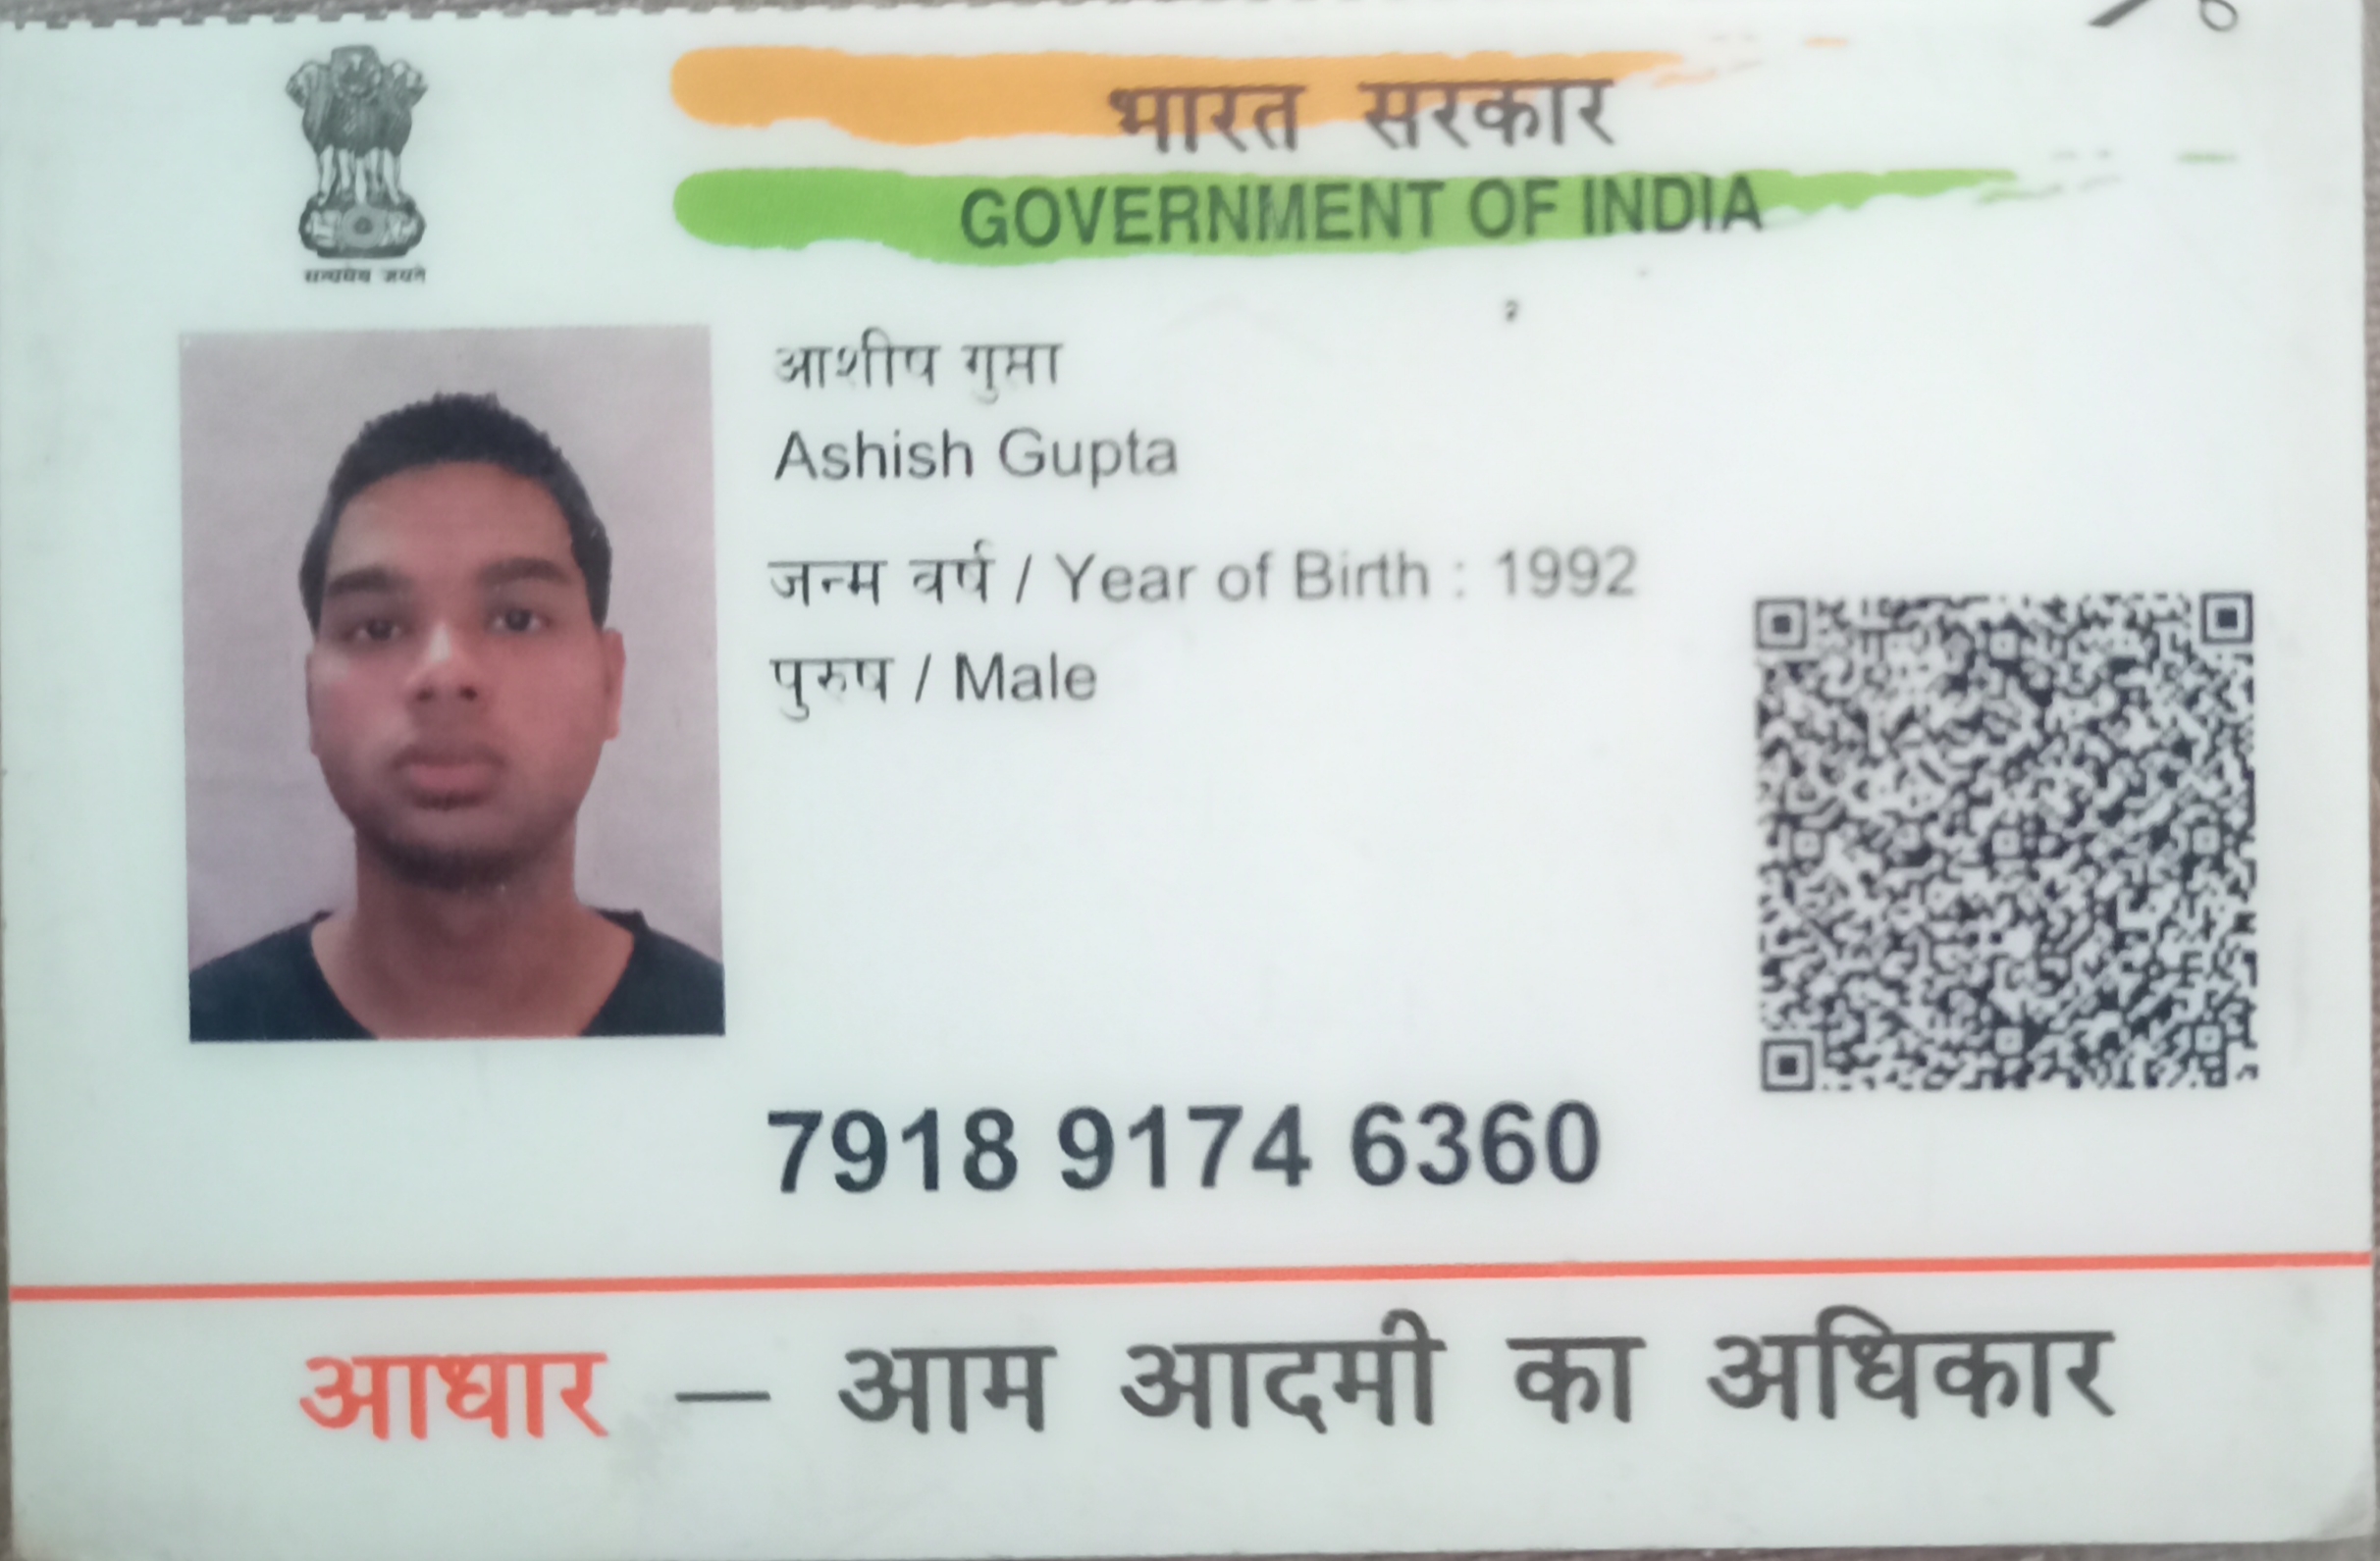 भारत सरकार
GOVERNMENT OF INDIA
सत्यमेव जयते
आशीष गुप्ता
Ashish Gupta
जन्म वर्ष / Year of Birth : 1992
पुरुष / Male
7918 9174 6360
आधार — आम आदमी का अधिकार